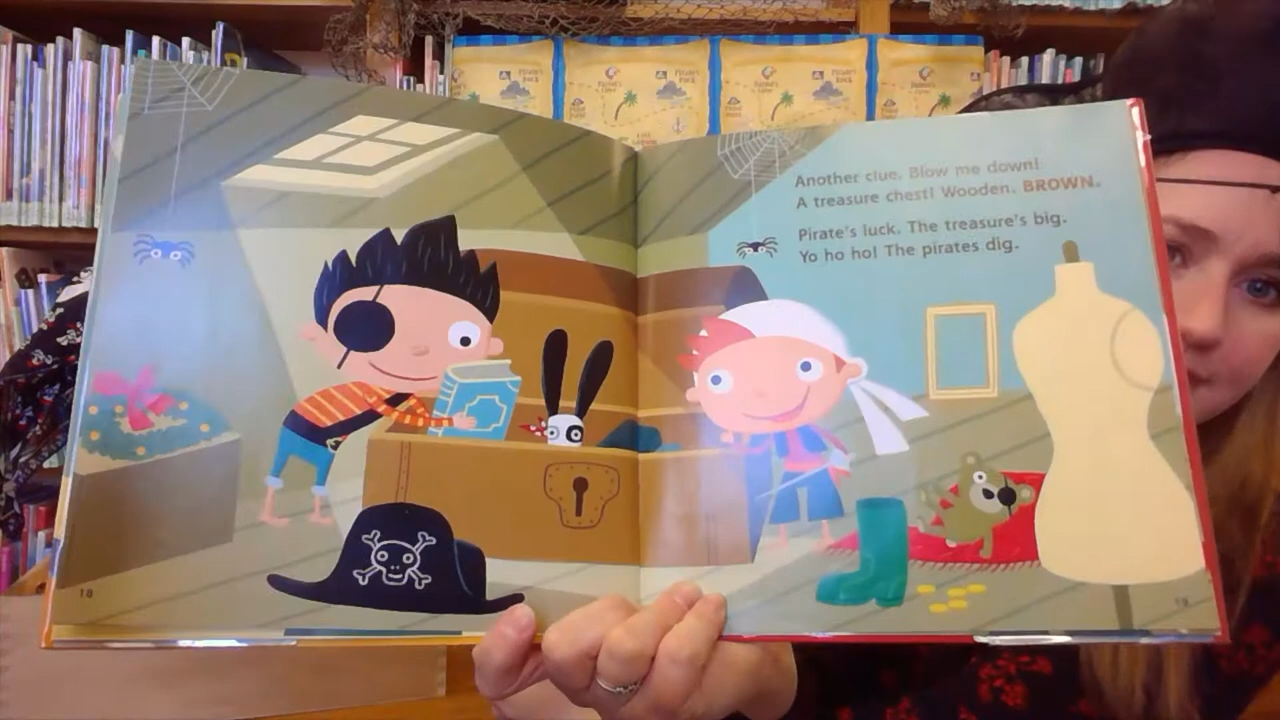 Another clue. Blow me down!
A treasure chest! Wooden. BROWN.
Pirate's luck. The treasure's big.
Yo ho ho! The pirates dig.
18
19